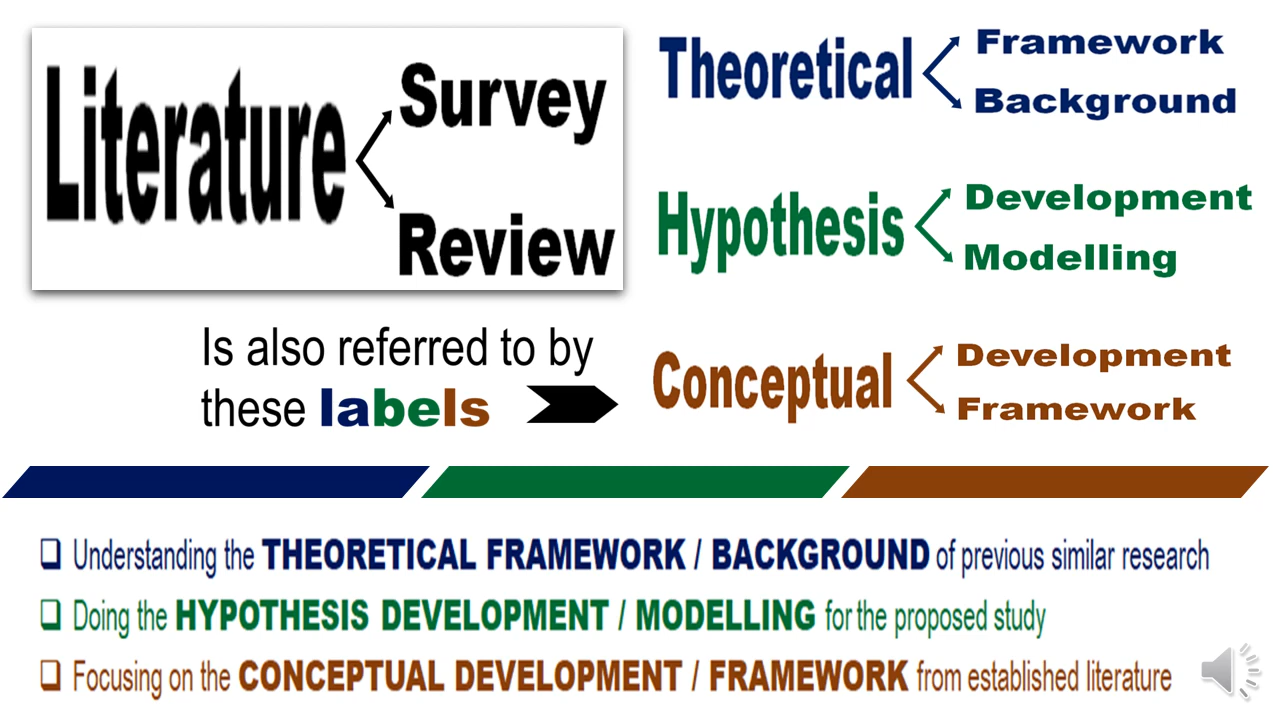 Literature
Survey
Review
Is also referred to by
these labels
Theoretical
Framework
Background
Hypothesis
Development
Modelling
Conceptual
Development
Framework
Understanding the THEORETICAL FRAMEWORK / BACKGROUND of previous similar research
Doing the HYPOTHESIS DEVELOPMENT / MODELLING for the proposed study
Focusing on the CONCEPTUAL DEVELOPMENT / FRAMEWORK from established literature